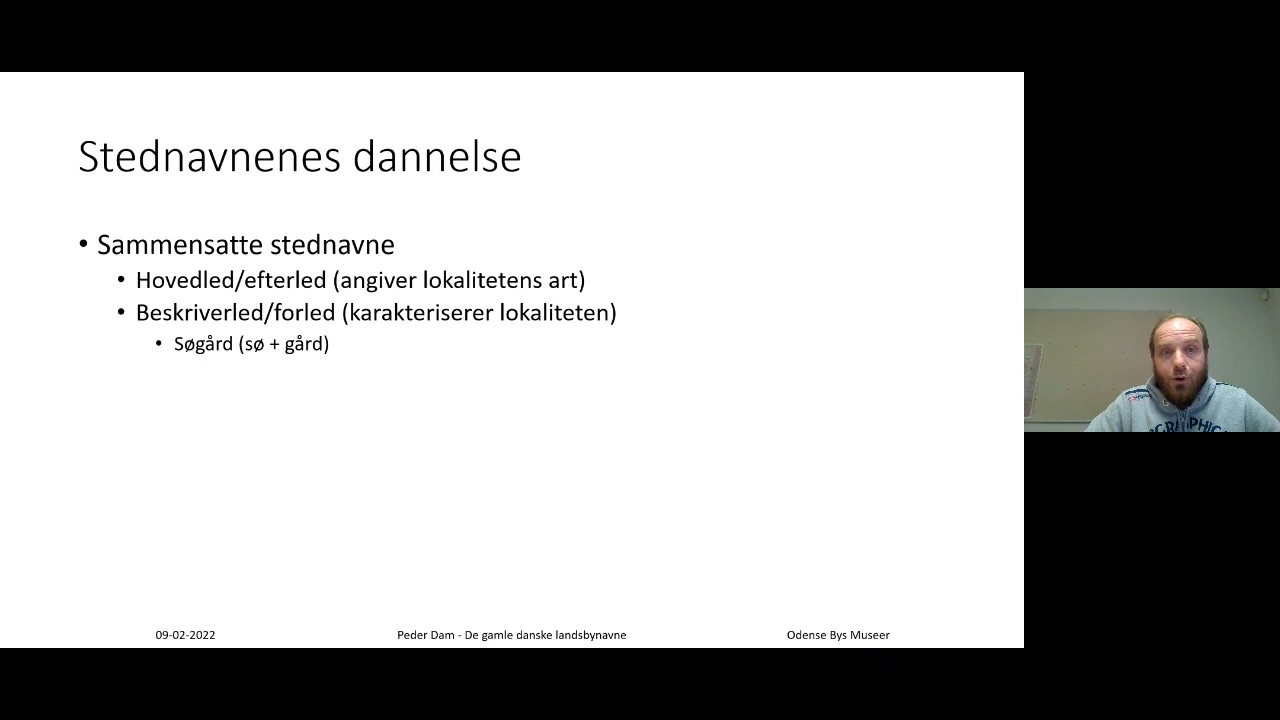 Stednavnenes dannelse
• Sammensatte stednavne
• Hovedled/efterled (angiver lokalitetens art)
• Beskriverled/forled (karakteriserer lokaliteten)
• Søgård (sø + gård)
09-02-2022
Peder Dam - De gamle danske landsbynavne
Odense Bys Museer